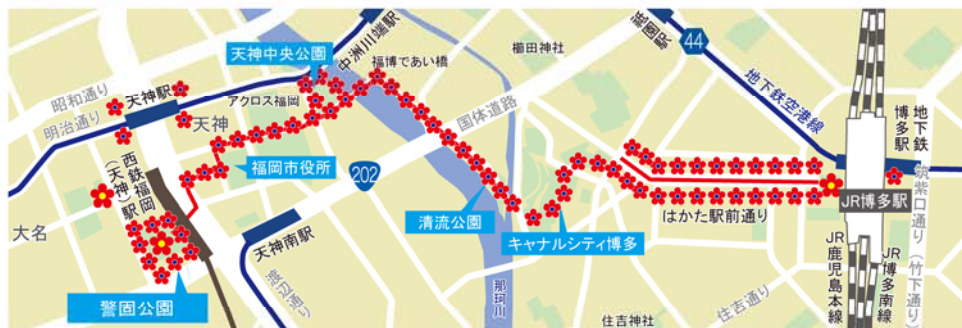 昭和通り
明治通り
天神駅
天神
天神中央公園
中洲川端駅
アクロス福岡
福博であい橋
櫛田神社
祇園駅
44
地下鉄空港線
地下鉄
博多駅
筑紫口通り(竹下通り)
国体道路
202
福岡市役所
西鉄福岡
(天神)駅
大名
警固公園
天神南駅
渡辺通り
清流公園
那珂川
キャナルシティ博多
はかた駅前通り
JR博多駅
JR鹿児島本線
JR博多南線
住吉通り
住吉神社